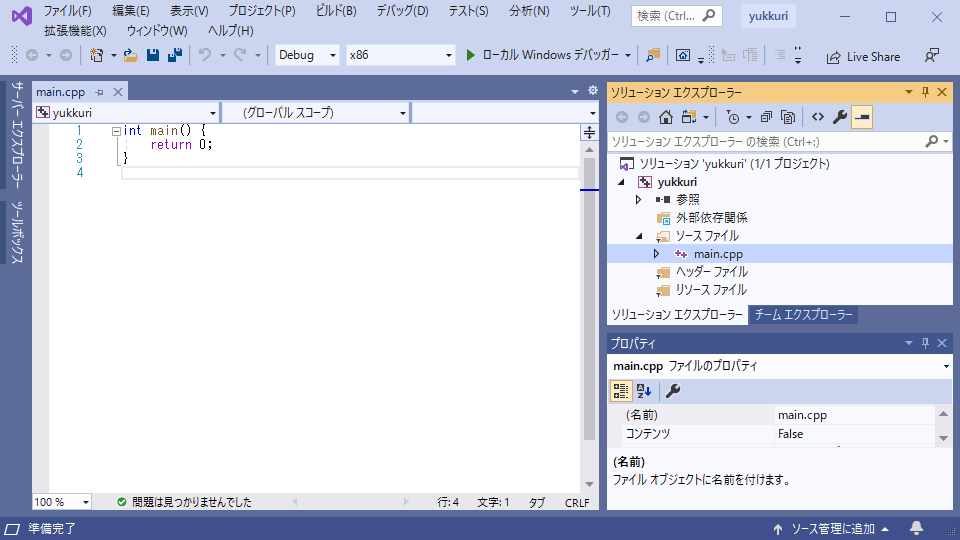 ファイル(F) 編集(E) 表示(V) プロジェクト(P) ビルド(B) デバッグ(D) テスト(S) 分析(N) ツール(T) 検索 (Ctrl... yukkuri
拡張機能(X) ウィンドウ(W) ヘルプ(H)
Debug x86 ローカル Windows デバッガー Live Share
サーバー エクスプローラー
ツールボックス
main.cpp
yukkuri (グローバル スコープ)
1 int main() {
2 return 0;
3 }
4
100 % 問題は見つかりませんでした 行: 4 文字: 1 タブ CRLF
ソリューション エクスプローラー
ソリューション エクスプローラー の検索 (Ctrl+:)
ソリューション 'yukkuri' (1/1 プロジェクト)
yukkuri
参照
外部依存関係
ソース ファイル
main.cpp
ヘッダー ファイル
リソース ファイル
ソリューション エクスプローラー チーム エクスプローラー
プロパティ
main.cpp ファイルのプロパティ
(名前) main.cpp
コンテンツ False
(名前)
ファイル オブジェクトに名前を付けます。
準備完了 ソース管理に追加